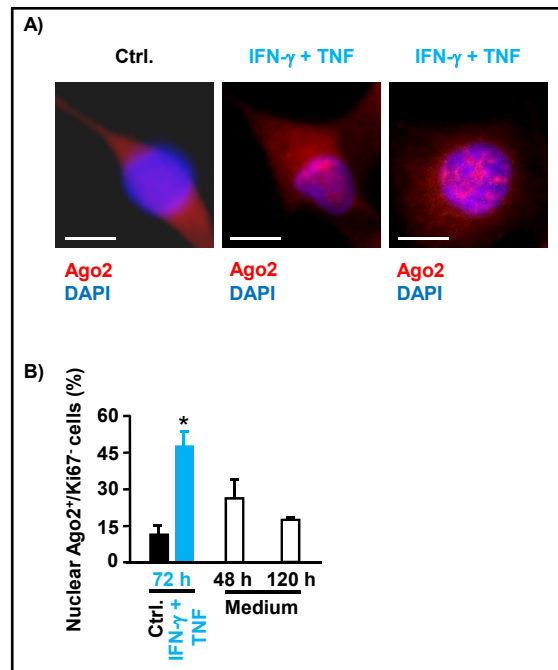 A)
Ctrl. IFN-γ + TNF IFN-γ + TNF
Ago2 Ago2 Ago2
DAPI DAPI DAPI
B)
Nuclear Ago2⁺/Ki67⁻ cells (%)
60
45
30
15
0
72 h 48 h 120 h
Ctrl. IFN-γ + TNF Medium